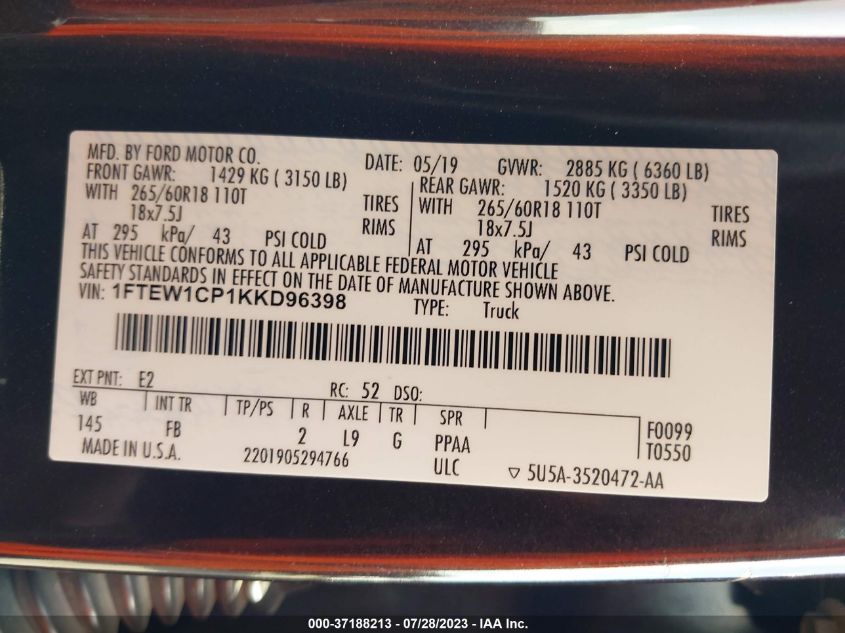 MFD. BY FORD MOTOR CO. DATE: 05/19 GVWR: 2885 KG ( 6360 LB)
FRONT GAWR: 1429 KG ( 3150 LB) REAR GAWR: 1520 KG ( 3350 LB)
WITH 265/60R18 110T TIRES WITH 265/60R18 110T TIRES
18x7.5J RIMS 18x7.5J RIMS
AT 295 kPa/ 43 PSI COLD AT 295 kPa/ 43 PSI COLD
THIS VEHICLE CONFORMS TO ALL APPLICABLE FEDERAL MOTOR VEHICLE
SAFETY STANDARDS IN EFFECT ON THE DATE OF MANUFACTURE SHOWN ABOVE.
VIN: 1FTEW1CP1KKD96398 TYPE: Truck
EXT PNT: E2 RC: 52 DSO:
WB INT TR TP/PS R AXLE TR SPR F0099
145 FB 2 L9 G PPAA T0550
MADE IN U.S.A. 2201905294766 ULC 5U5A-3520472-AA
000-37188213 - 07/28/2023 - IAA Inc.